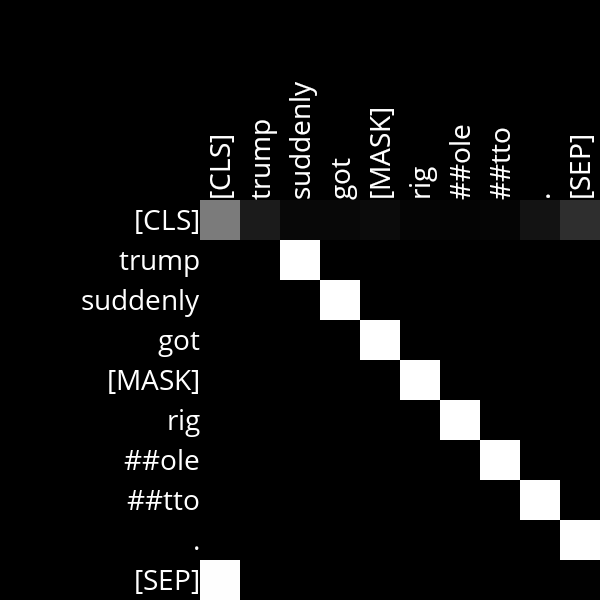 [CLS] trump suddenly got [MASK] rig ##ole ##tto . [SEP]
[CLS]
trump
suddenly
got
[MASK]
rig
##ole
##tto
.
[SEP]